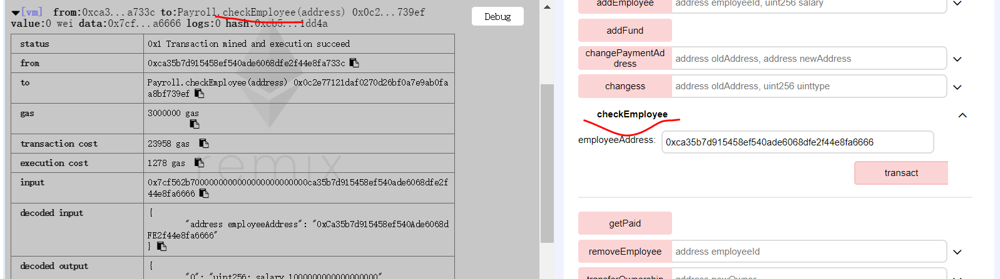 [vm] from:0xca3...a733c to:Payroll.checkEmployee(address) 0x0c2...739ef
value:0 wei data:0x7cf...a6666 logs:0 hash:0xcb5...1dd4a
Debug
status 0x1 Transaction mined and execution succeed
from 0xca35b7d915458ef540ade6068dfe2f44e8fa733c
to Payroll.checkEmployee(address) 0x0c2e77121daf0270d26bf0a7e9ab0fa
a8bf739ef
gas 3000000 gas
transaction cost 23958 gas
execution cost 1278 gas
remix
input 0x7cf562b7000000000000000000000000ca35b7d915458ef540ade6068dfe2f
44e8fa6666
decoded input {
"address employeeAddress": "0xCa35b7d915458ef540Ade6068d
FE2f44e8fa6666"
}
decoded output {
"0": "uint256: salary 1000000000000000000"
addEmployee address employeeId, uint256 salary
addFund
changePaymentAd
dress address oldAddress, address newAddress
changess address oldAddress, uint256 uinttype
checkEmployee
employeeAddress: 0xca35b7d915458ef540ade6068dfe2f44e8fa6666
transact
getPaid
removeEmployee address employeeId
transferOwnership address newOwner